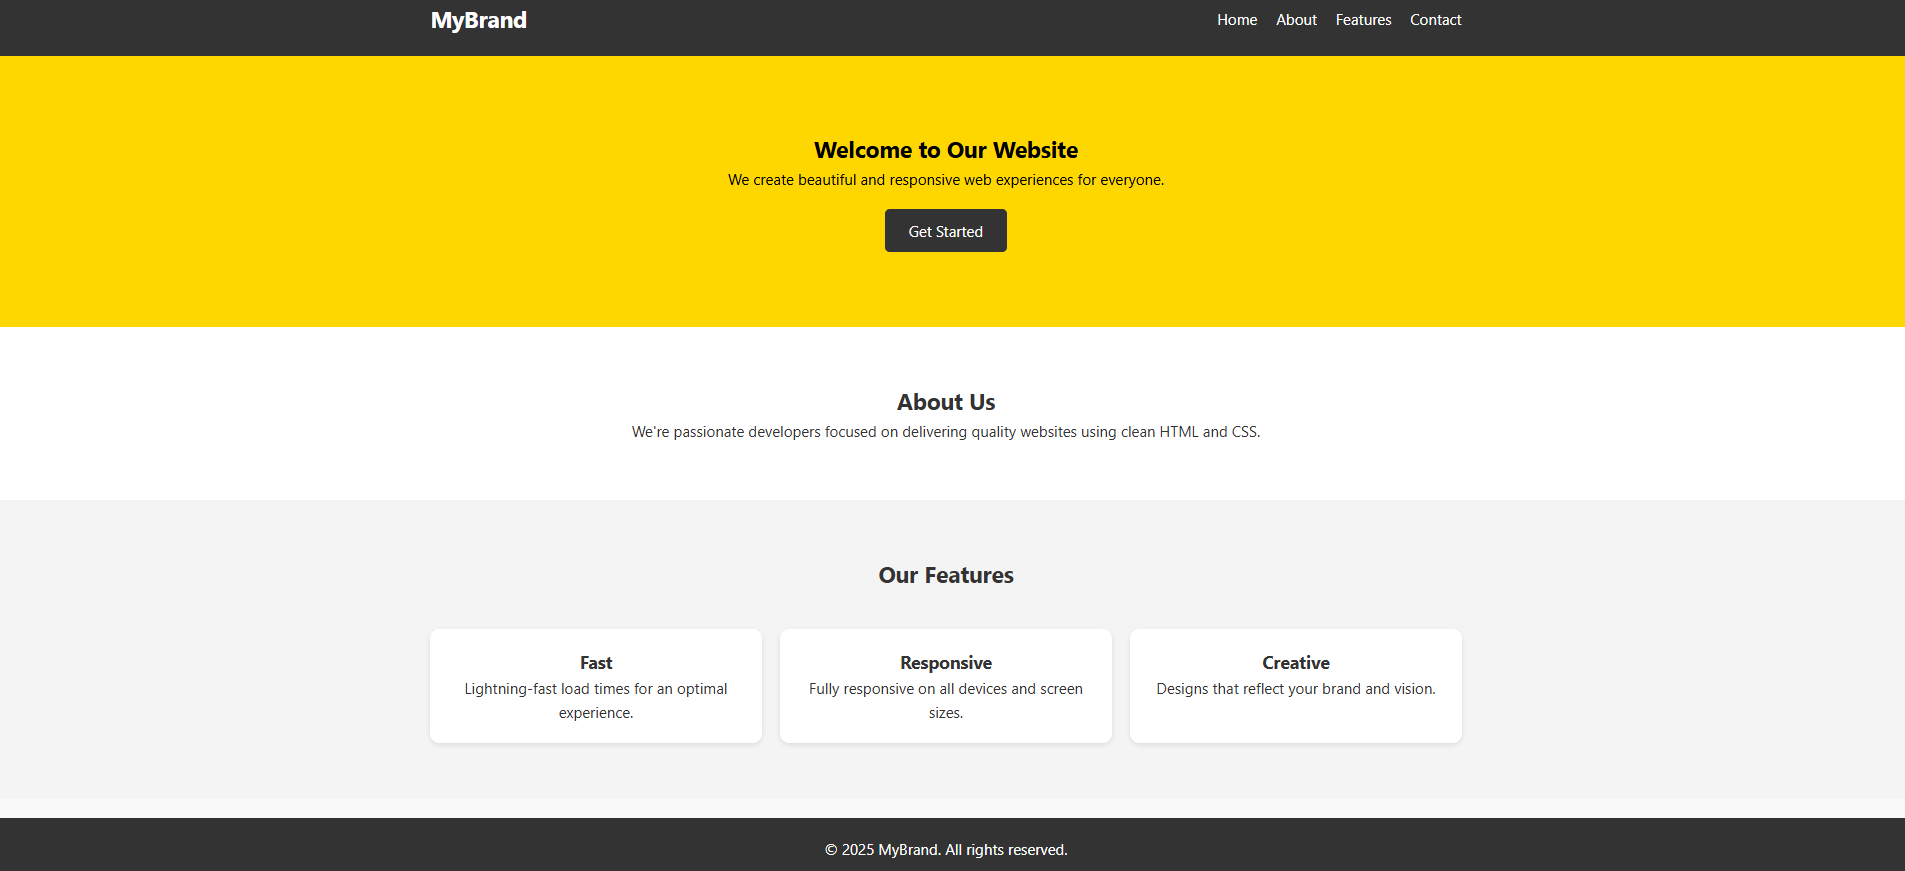 MyBrand
Home About Features Contact
Welcome to Our Website
We create beautiful and responsive web experiences for everyone.
Get Started
About Us
We're passionate developers focused on delivering quality websites using clean HTML and CSS.
Our Features
Fast
Lightning-fast load times for an optimal
experience.
Responsive
Fully responsive on all devices and screen
sizes.
Creative
Designs that reflect your brand and vision.
© 2025 MyBrand. All rights reserved.